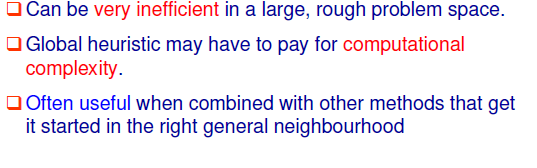 Can be very inefficient in a large, rough problem space.
Global heuristic may have to pay for computational
complexity.
Often useful when combined with other methods that get
it started in the right general neighbourhood